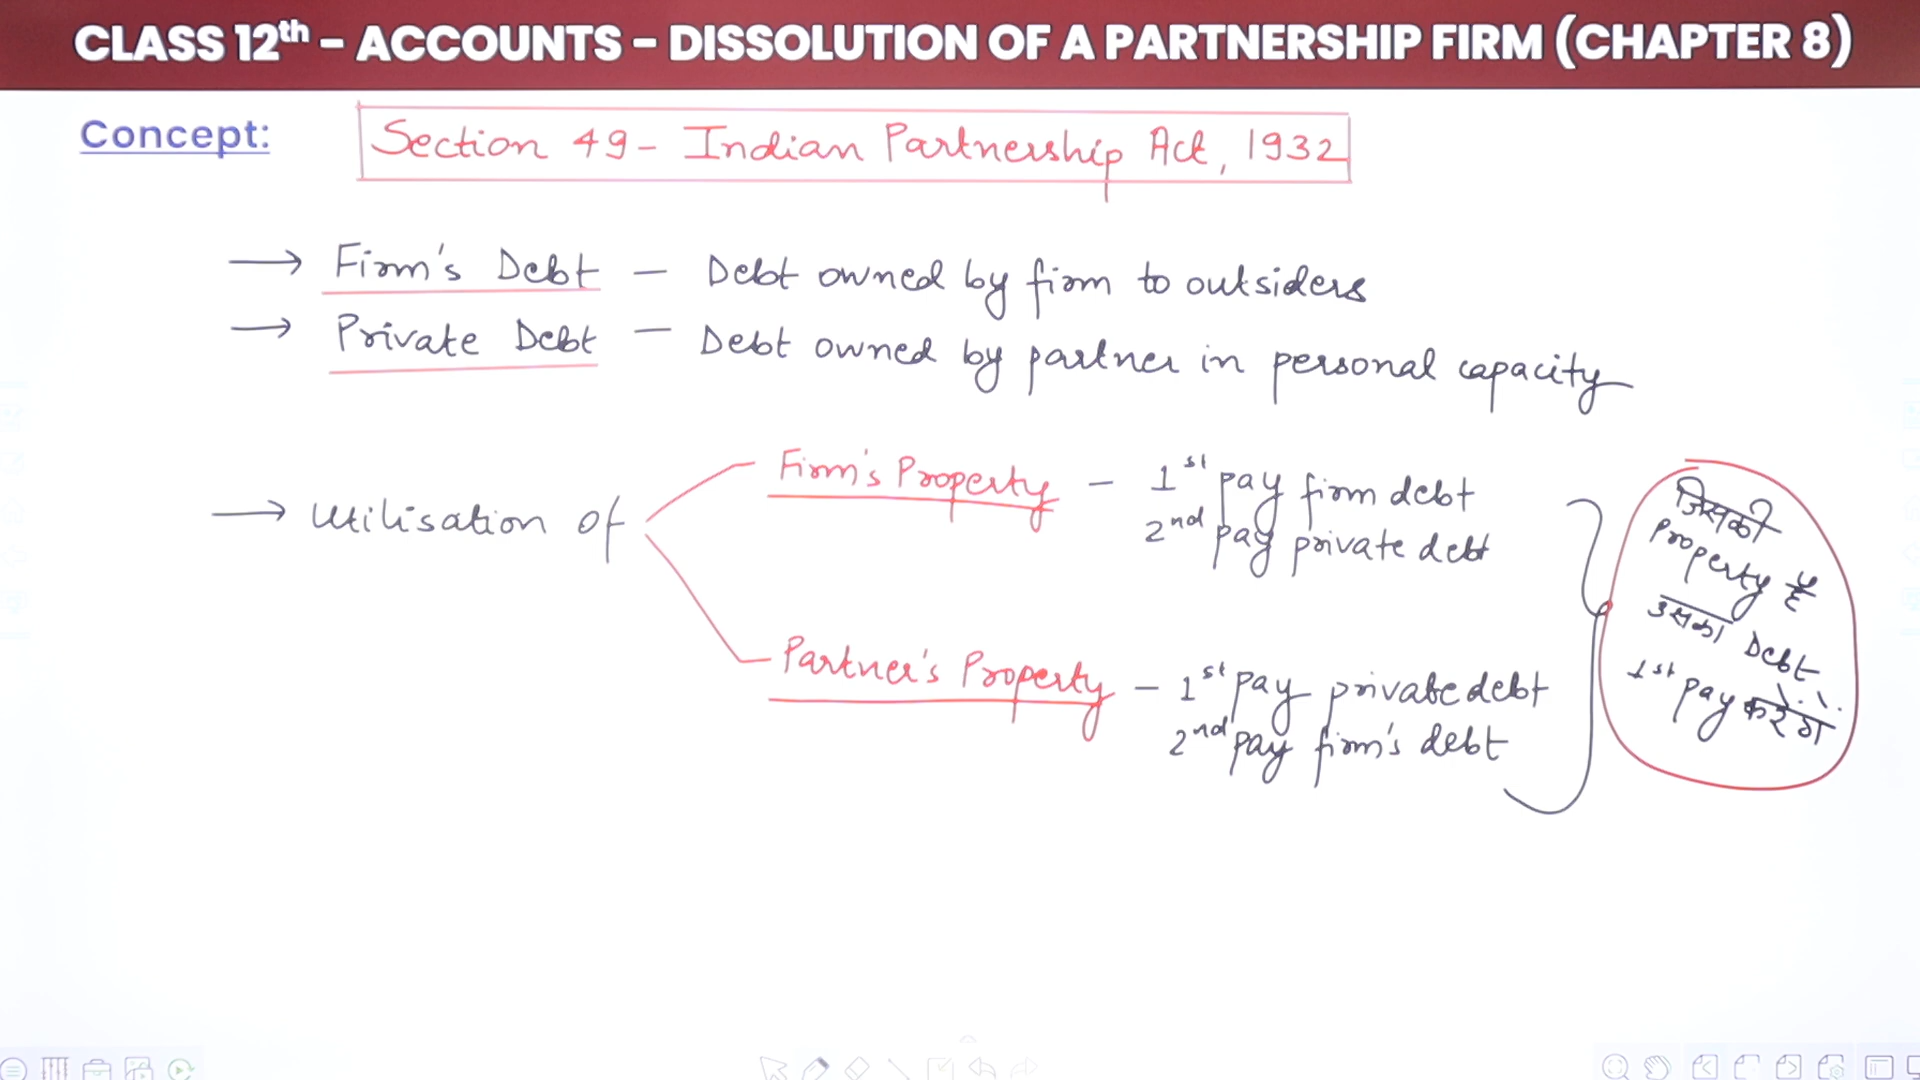 CLASS 12th - ACCOUNTS - DISSOLUTION OF A PARTNERSHIP FIRM (CHAPTER 8)
Concept:
Section 49 - Indian Partnership Act, 1932
→ Firm's Debt - Debt owned by firm to outsiders
→ Private Debt - Debt owned by partner in personal capacity
→ Utilisation of
Firm's Property - 1st pay firm debt
2nd pay private debt
Partner's Property - 1st pay private debt
2nd pay firm's debt
जिसकी
Property है
उसका Debt
1st pay करेंगे